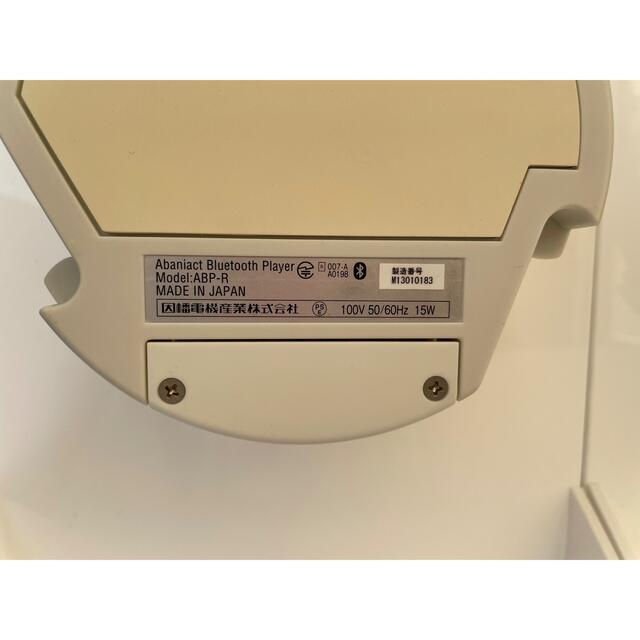 Abaniact Bluetooth Player
Model:ABP-R
MADE IN JAPAN
R 007-A
A0198
製造番号
M13010183
因幡電機産業株式会社
PS
E
100V 50/60Hz 15W